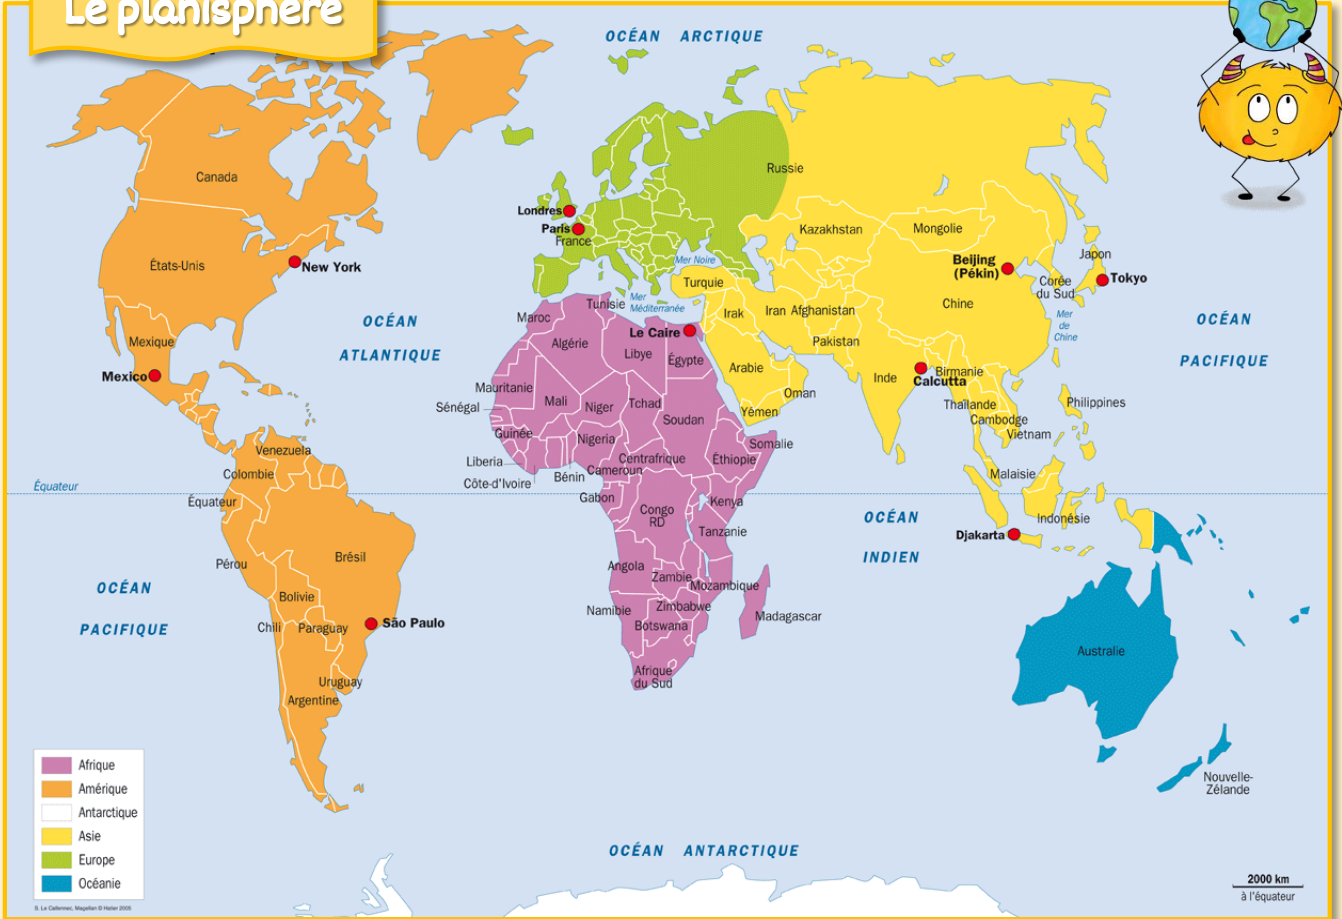 Le planisphère
OCÉAN ARCTIQUE
Canada
Russie
Londres
Paris
France
États-Unis
New York
Kazakhstan
Mongolie
Mer Noire
Turquie
Beijing
(Pékin)
Japon
Tokyo
Corée
du Sud
Chine
Mer
de
Chine
Mer
Méditerranée
Tunisie
Maroc
Algérie
Libye
Le Caire
Égypte
Irak
Iran
Afghanistan
Pakistan
OCÉAN
ATLANTIQUE
OCÉAN
PACIFIQUE
Mexique
Mexico
Mauritanie
Mali
Niger
Tchad
Soudan
Arabie
Oman
Yémen
Inde
Calcutta
Birmanie
Thaïlande
Cambodge
Vietnam
Philippines
Sénégal
Guinée
Liberia
Côte-d'Ivoire
Bénin
Nigeria
Cameroun
Centrafrique
Éthiopie
Somalie
Venezuela
Colombie
Équateur
Équateur
Gabon
Congo
RD
Kenya
Tanzanie
Malaisie
Indonésie
Djakarta
OCÉAN
INDIEN
Pérou
Brésil
Bolivie
Chili
Paraguay
São Paulo
Uruguay
Argentine
OCÉAN
PACIFIQUE
Angola
Zambie
Mozambique
Namibie
Zimbabwe
Botswana
Madagascar
Afrique
du Sud
Australie
Nouvelle-
Zélande
Afrique
Amérique
Antarctique
Asie
Europe
Océanie
OCÉAN ANTARCTIQUE
2000 km
à l'équateur
S. Le Callennec, Magellan © Hatier 2005